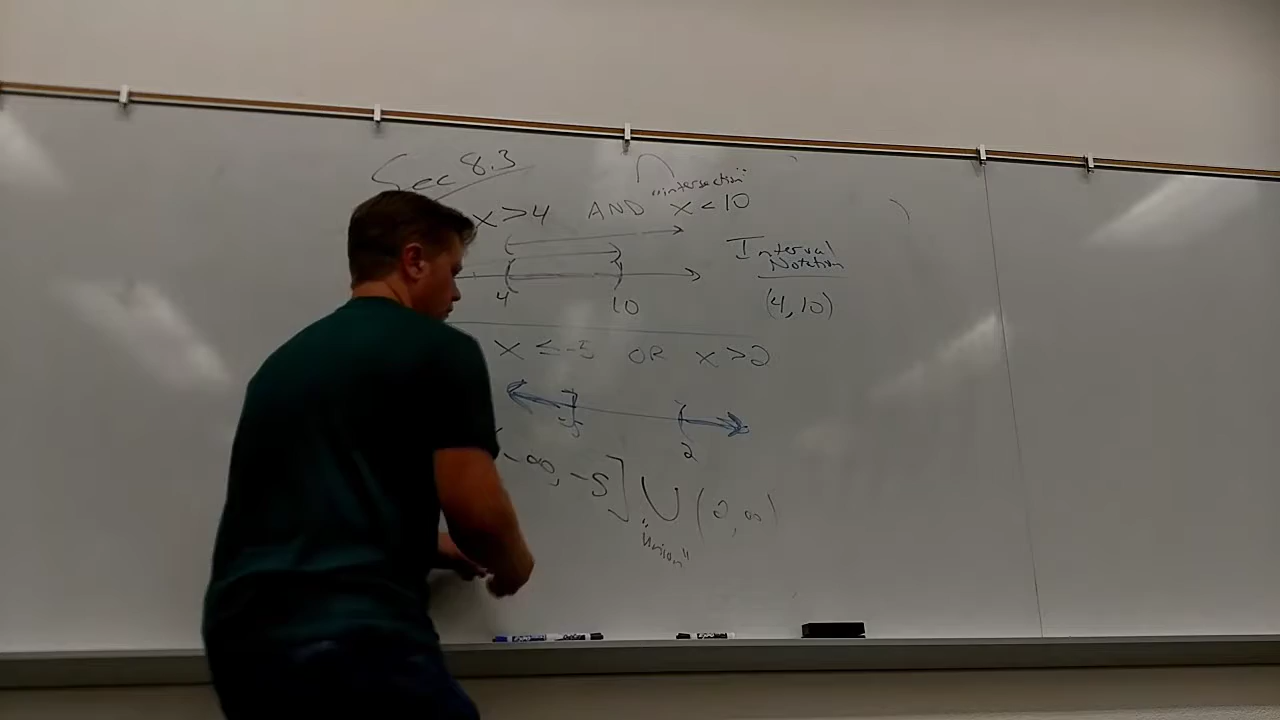 Sec 8.3
∩
"intersection"
x > 4 AND x < 10
Interval
Notation
4 10
(4, 10)
x ≤ -5 OR x > 2
-5 2
-∞, -5] ∪ (2, ∞)
"Union"